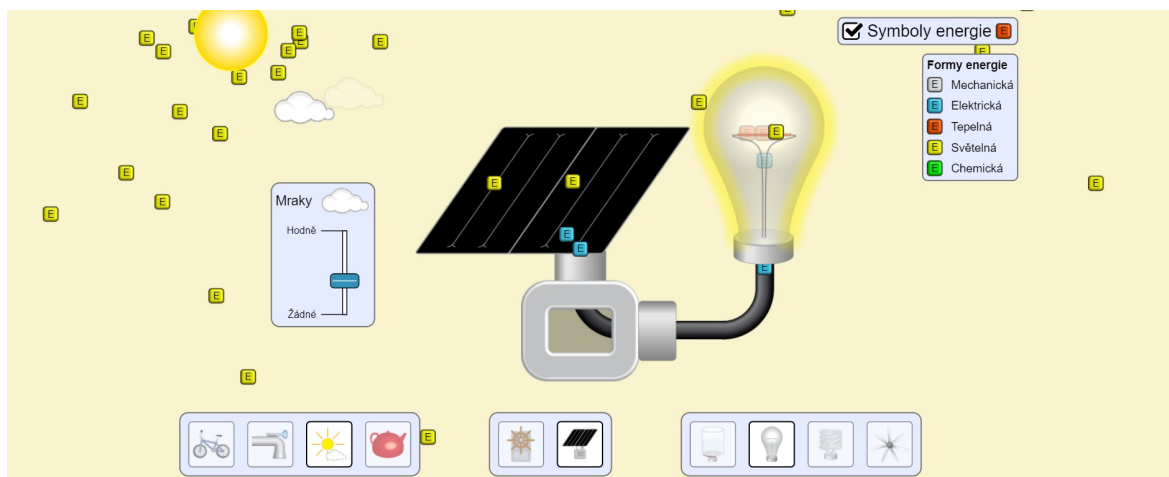 Symboly energie E
Formy energie
E Mechanická
E Elektrická
E Tepelná
E Světelná
E Chemická
Mraky
Hodně
Žádné